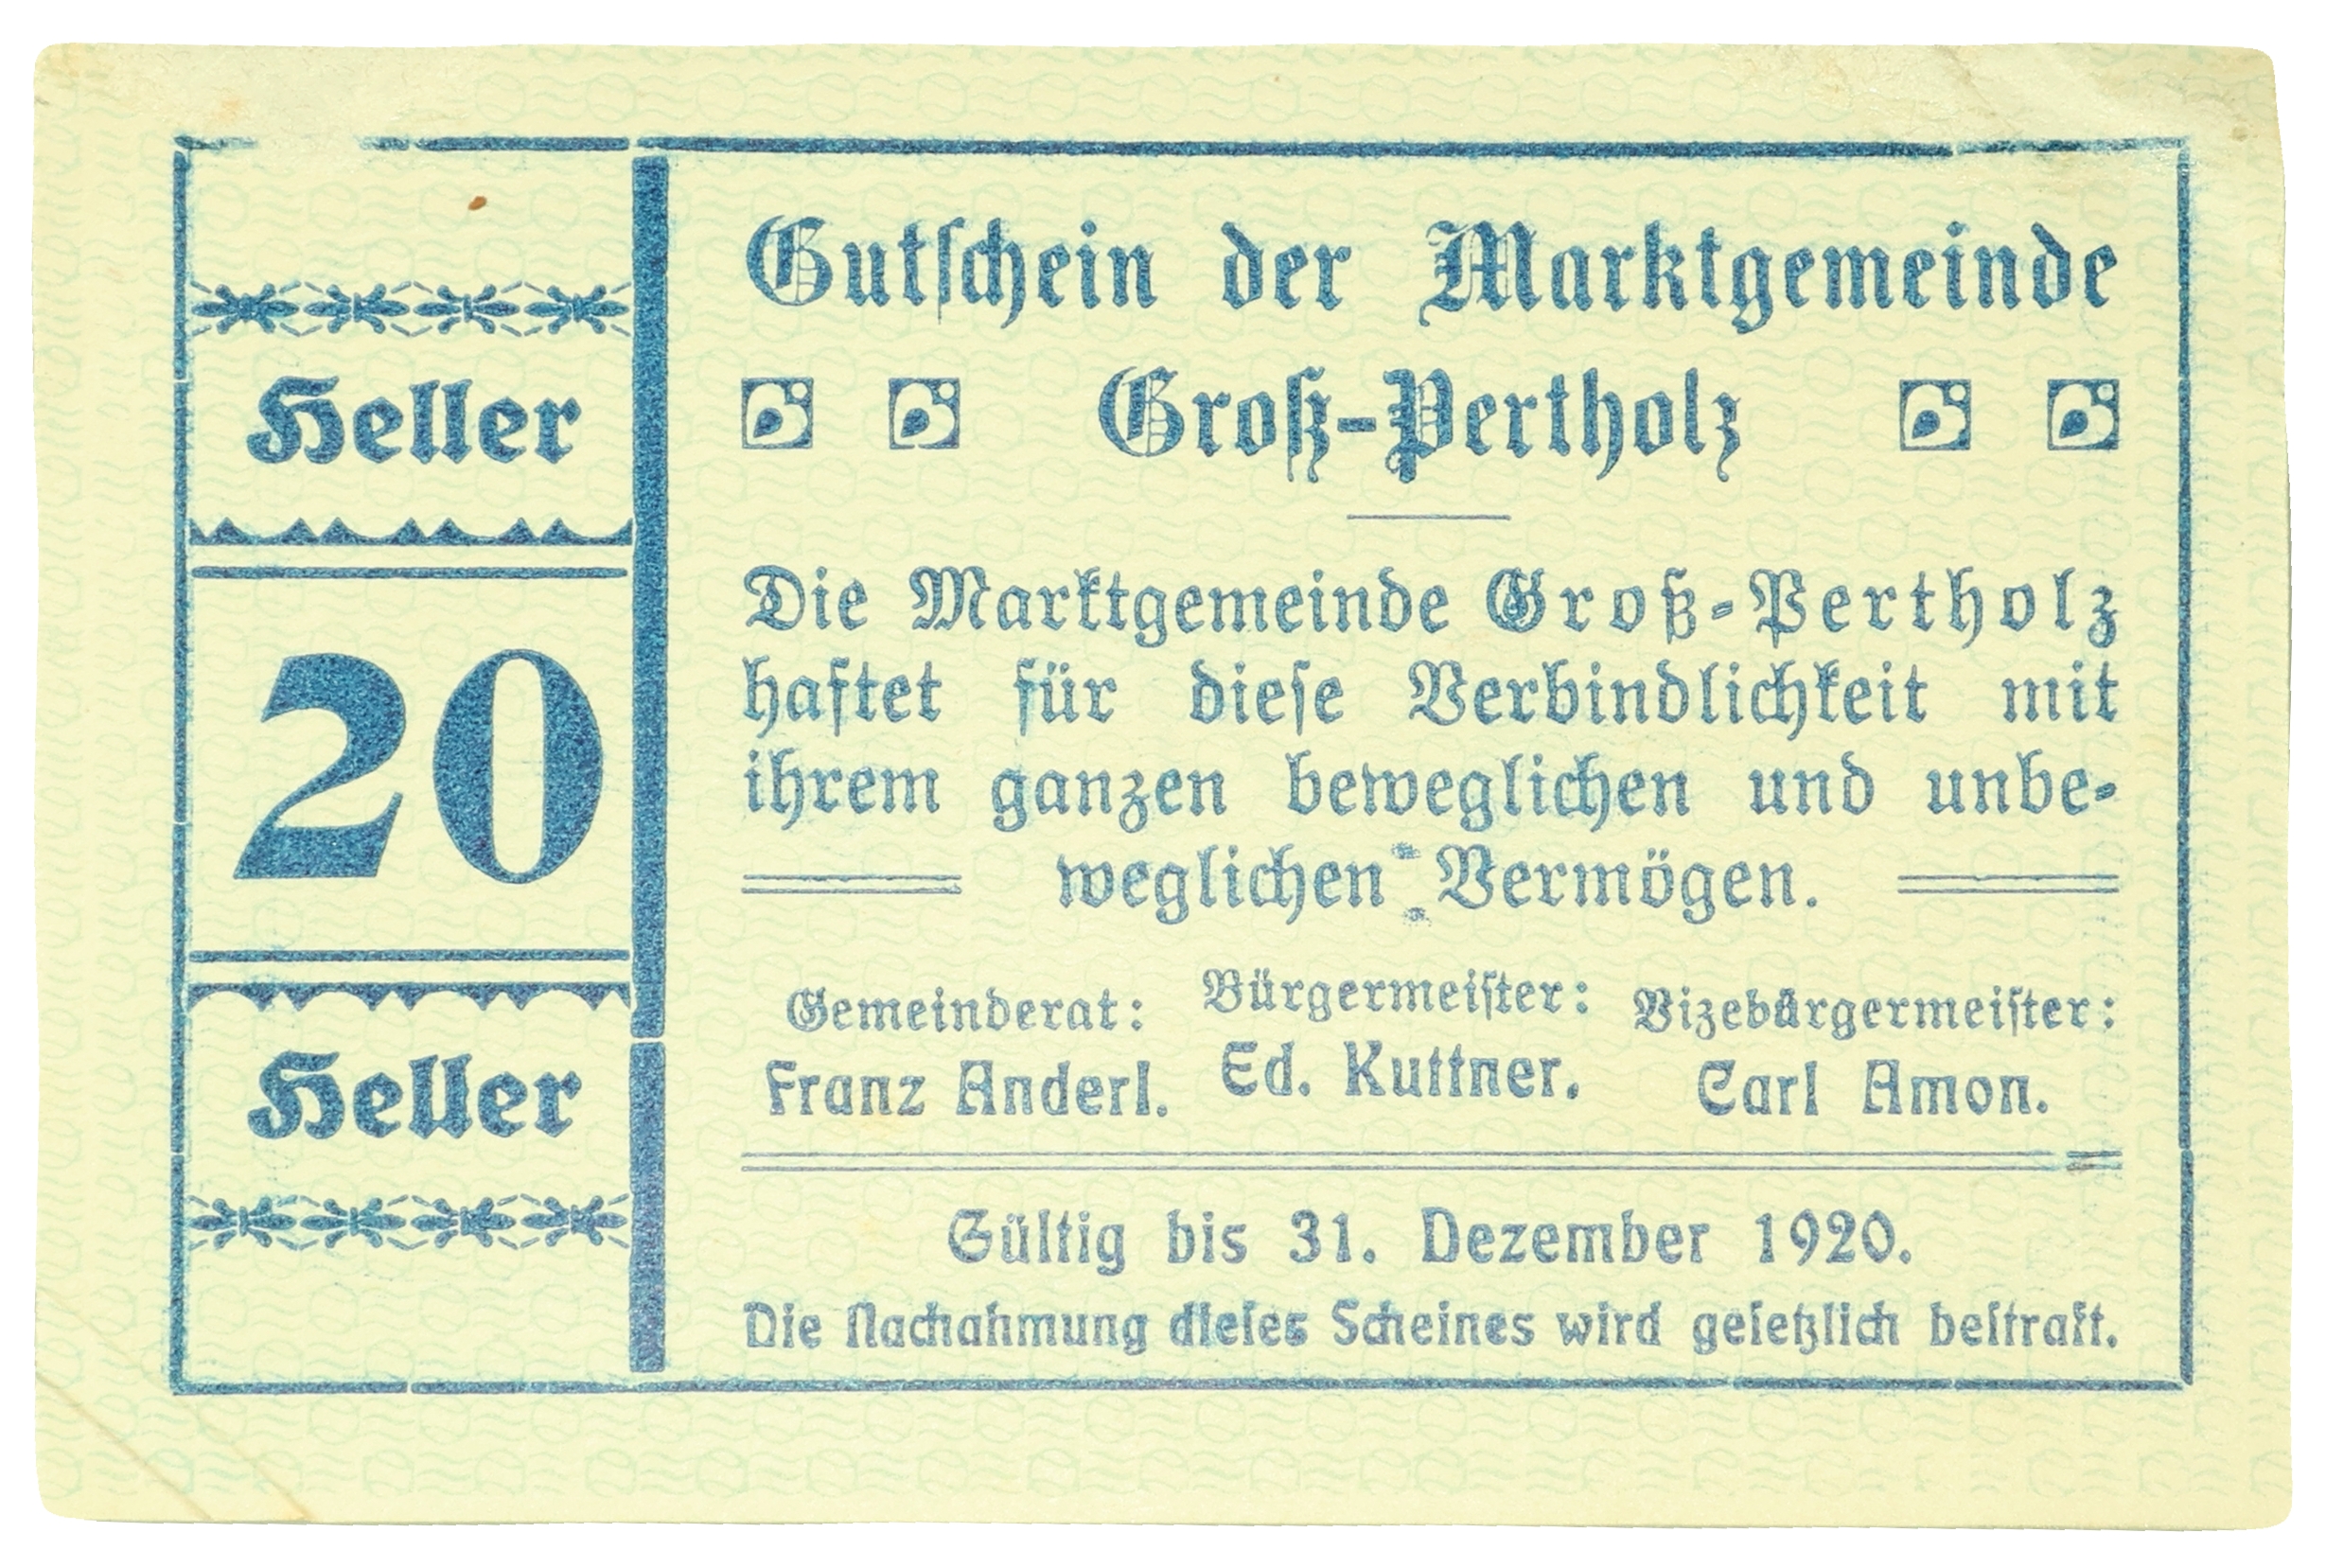 Heller
20
Heller
Gutschein der Marktgemeinde
Groß-Pertholz
Die Marktgemeinde Groß-Pertholz
haftet für diese Verbindlichkeit mit
ihrem ganzen beweglichen und unbe-
weglichen Vermögen.
Gemeinderat: Bürgermeister: Vizebürgermeister:
Franz Anderl. Ed. Kuttner. Carl Amon.
Gültig bis 31. Dezember 1920.
Die Nachahmung dieses Scheines wird gesetzlich bestraft.